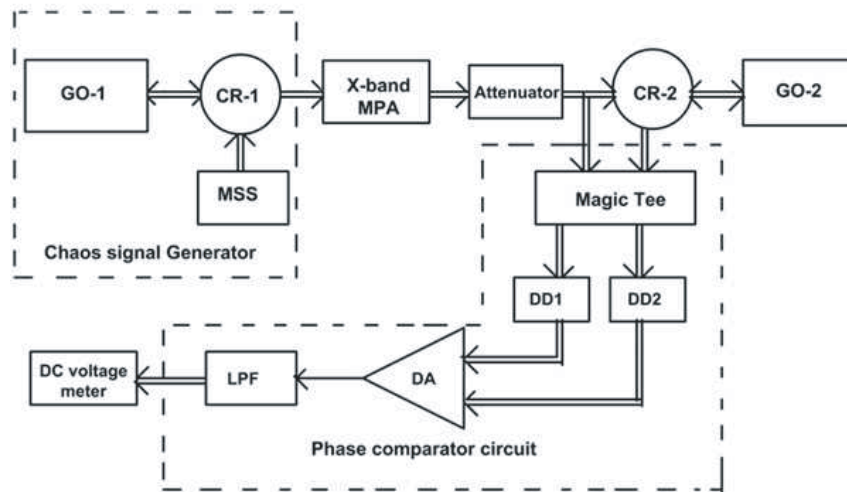 GO-1
CR-1
X-band
MPA
Attenuator
CR-2
GO-2
MSS
Magic Tee
Chaos signal Generator
DD1
DD2
DC voltage
meter
LPF
DA
Phase comparator circuit